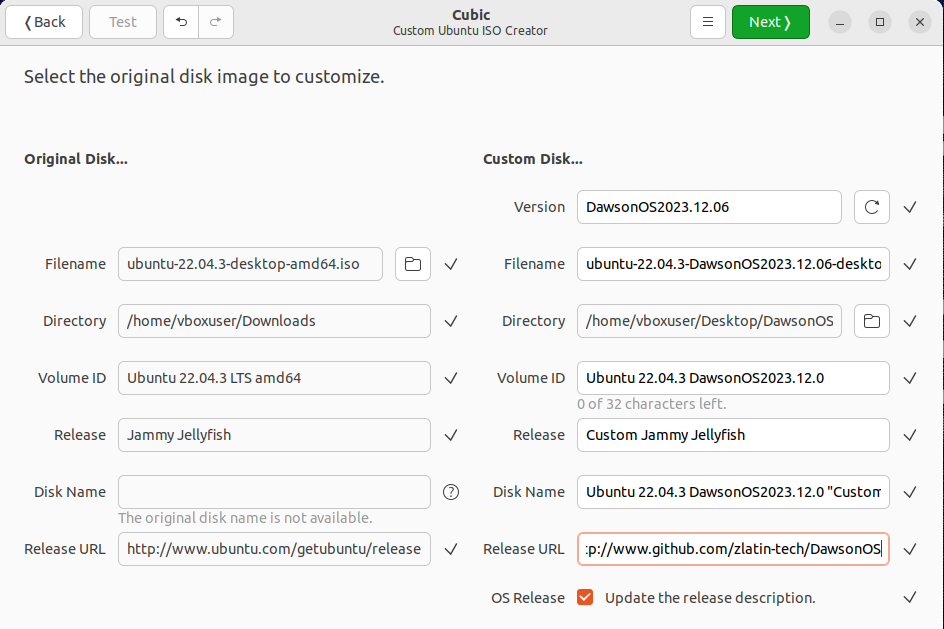 Back
Test
Cubic
Custom Ubuntu ISO Creator
Next
Select the original disk image to customize.
Original Disk...
Custom Disk...
Version DawsonOS2023.12.06
Filename ubuntu-22.04.3-desktop-amd64.iso
Filename ubuntu-22.04.3-DawsonOS2023.12.06-deskto
Directory /home/vboxuser/Downloads
Directory /home/vboxuser/Desktop/DawsonOS
Volume ID Ubuntu 22.04.3 LTS amd64
Volume ID Ubuntu 22.04.3 DawsonOS2023.12.0
0 of 32 characters left.
Release Jammy Jellyfish
Release Custom Jammy Jellyfish
Disk Name
The original disk name is not available.
Disk Name Ubuntu 22.04.3 DawsonOS2023.12.0 "Custom
Release URL http://www.ubuntu.com/getubuntu/release
Release URL tp://www.github.com/zlatin-tech/DawsonOS
OS Release Update the release description.